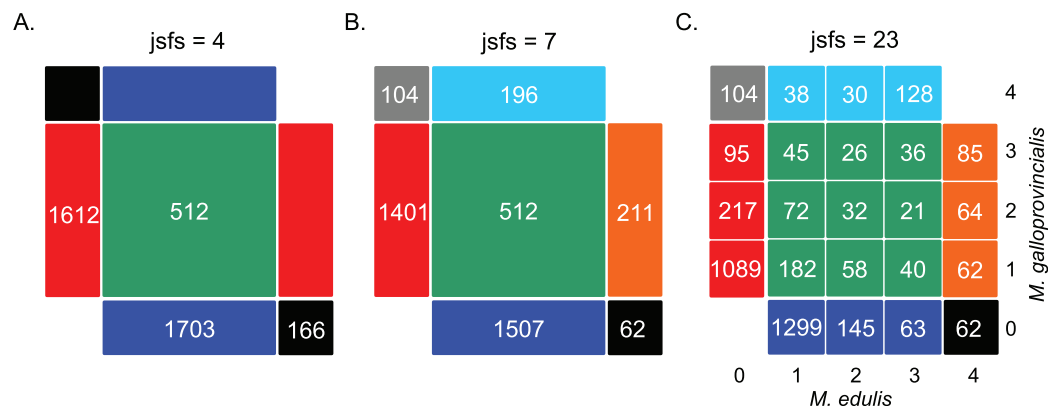 A.
jsfs = 4
1612
512
1703
166
B.
jsfs = 7
104
196
1401
512
211
1507
62
C.
jsfs = 23
104 38 30 128 4
95 45 26 36 85 3
217 72 32 21 64 2
1089 182 58 40 62 1
1299 145 63 62 0
0 1 2 3 4
M. edulis
M. galloprovincialis